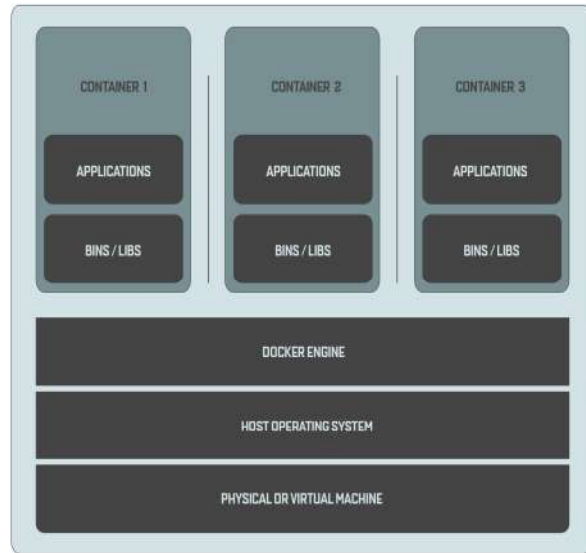 CONTAINER 1
CONTAINER 2
CONTAINER 3
APPLICATIONS
APPLICATIONS
APPLICATIONS
BINS / LIBS
BINS / LIBS
BINS / LIBS
DOCKER ENGINE
HOST OPERATING SYSTEM
PHYSICAL OR VIRTUAL MACHINE